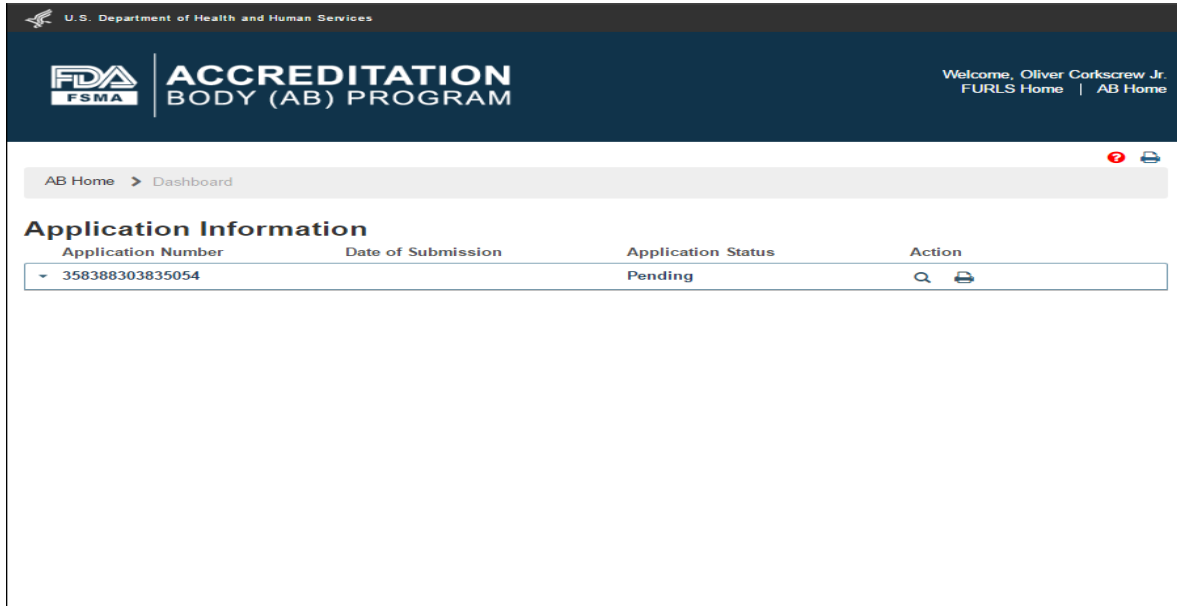 U.S. Department of Health and Human Services
FDA
FSMA
ACCREDITATION
BODY (AB) PROGRAM
Welcome, Oliver Corkscrew Jr.
FURLS Home | AB Home
?
AB Home > Dashboard
Application Information
Application Number Date of Submission Application Status Action
358388303835054 Pending